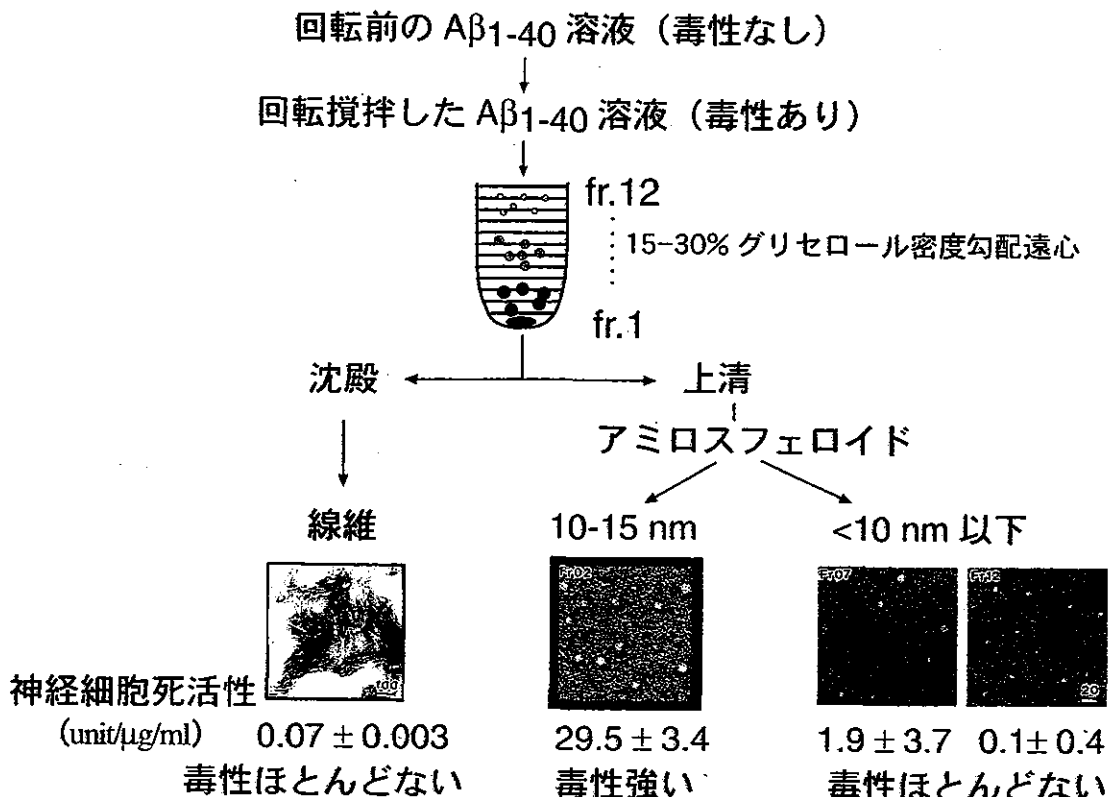 回転前の Aβ1-40 溶液（毒性なし）
回転撹拌した Aβ1-40 溶液（毒性あり）
fr.12
15-30% グリセロール密度勾配遠心
fr.1
沈殿
上清
アミロスフェロイド
線維
10-15 nm
<10 nm 以下
Fr02
Fr07
Fr12
100
20
神経細胞死活性
(unit/μg/ml)
0.07 ± 0.003
29.5 ± 3.4
1.9 ± 3.7
0.1± 0.4
毒性ほとんどない
毒性強い
毒性ほとんどない